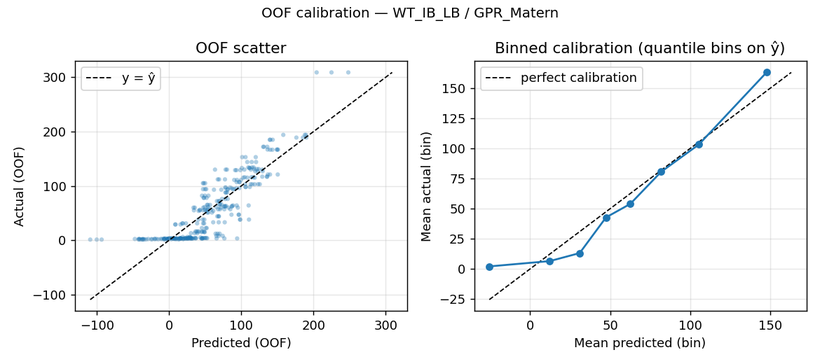 OOF calibration — WT_IB_LB / GPR_Matern
OOF scatter
y = ŷ
300
200
100
0
−100
Actual (OOF)
−100
0
100
200
300
Predicted (OOF)
Binned calibration (quantile bins on ŷ)
perfect calibration
150
125
100
75
50
25
0
−25
Mean actual (bin)
0
50
100
150
Mean predicted (bin)